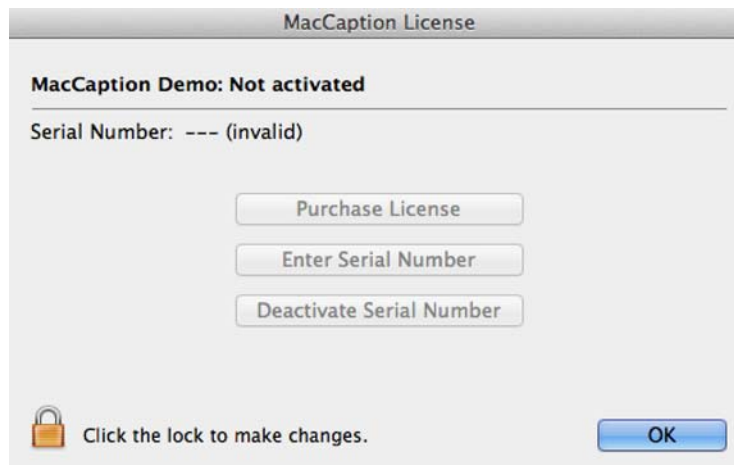 MacCaption License
MacCaption Demo: Not activated
Serial Number: --- (invalid)
Purchase License
Enter Serial Number
Deactivate Serial Number
Click the lock to make changes.
OK